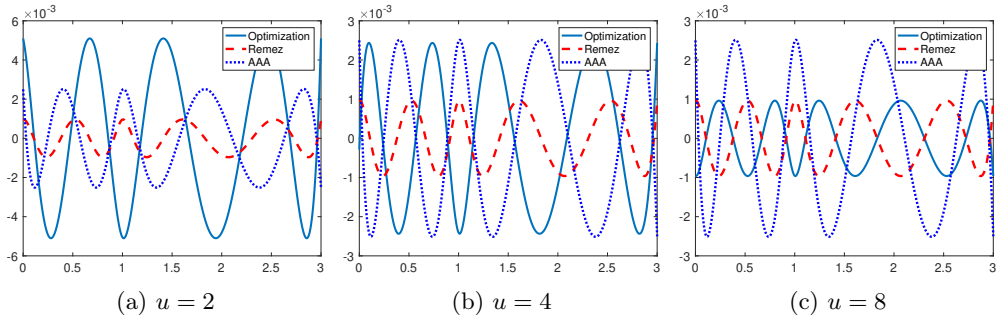 ×10⁻³
6
4
2
0
-2
-4
-6
0 0.5 1 1.5 2 2.5 3
Optimization
Remez
AAA
(a) u = 2
×10⁻³
3
2
1
0
-1
-2
-3
0 0.5 1 1.5 2 2.5 3
Optimization
Remez
AAA
(b) u = 4
×10⁻³
3
2
1
0
-1
-2
-3
0 0.5 1 1.5 2 2.5 3
Optimization
Remez
AAA
(c) u = 8